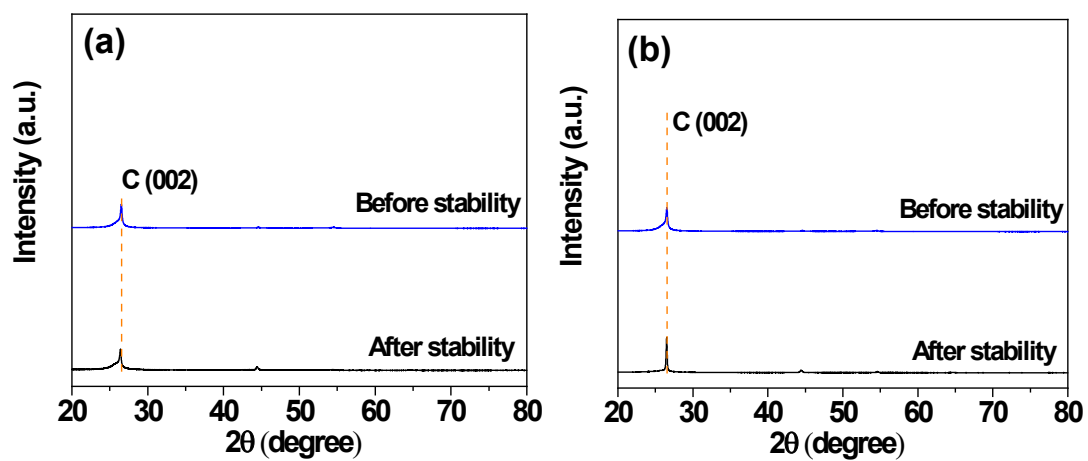 (a)
Intensity (a.u.)
C (002)
Before stability
After stability
20 30 40 50 60 70 80
2θ (degree)
(b)
Intensity (a.u.)
C (002)
Before stability
After stability
20 30 40 50 60 70 80
2θ (degree)